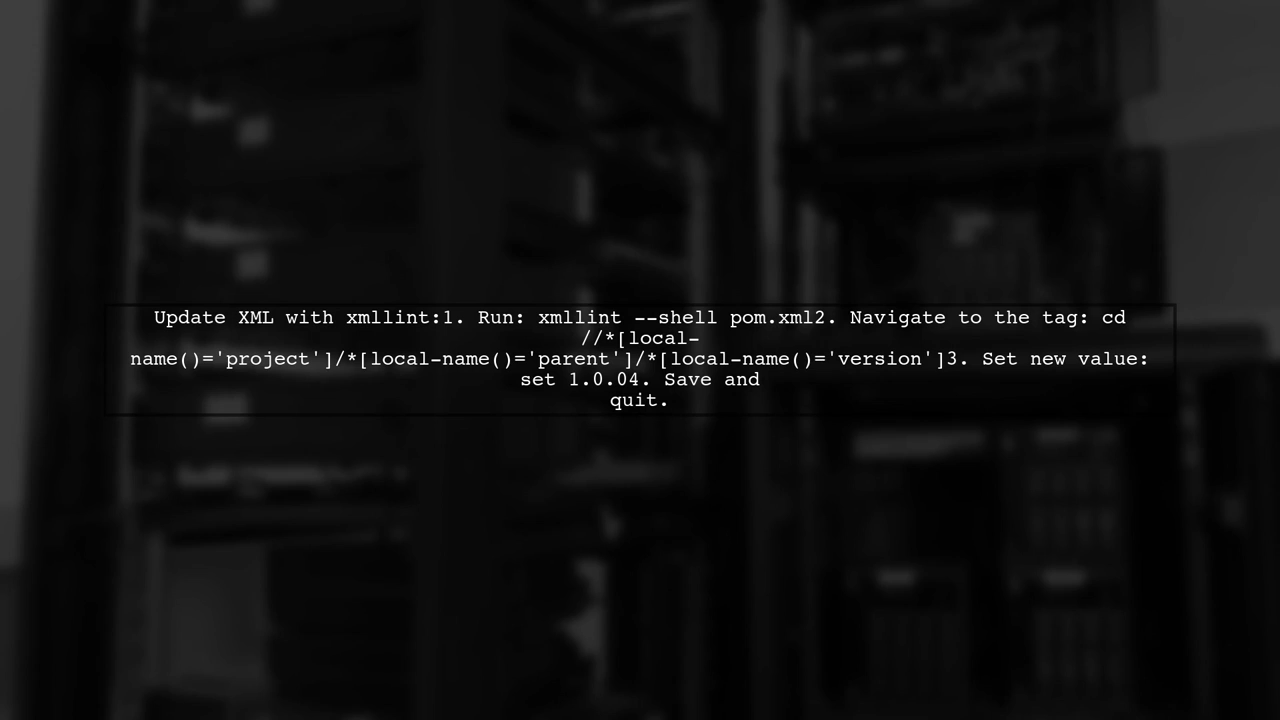 Update XML with xmllint:1. Run: xmllint --shell pom.xml2. Navigate to the tag: cd
//*[local-
name()='project']/*[local-name()='parent']/*[local-name()='version']3. Set new value:
set 1.0.04. Save and
quit.